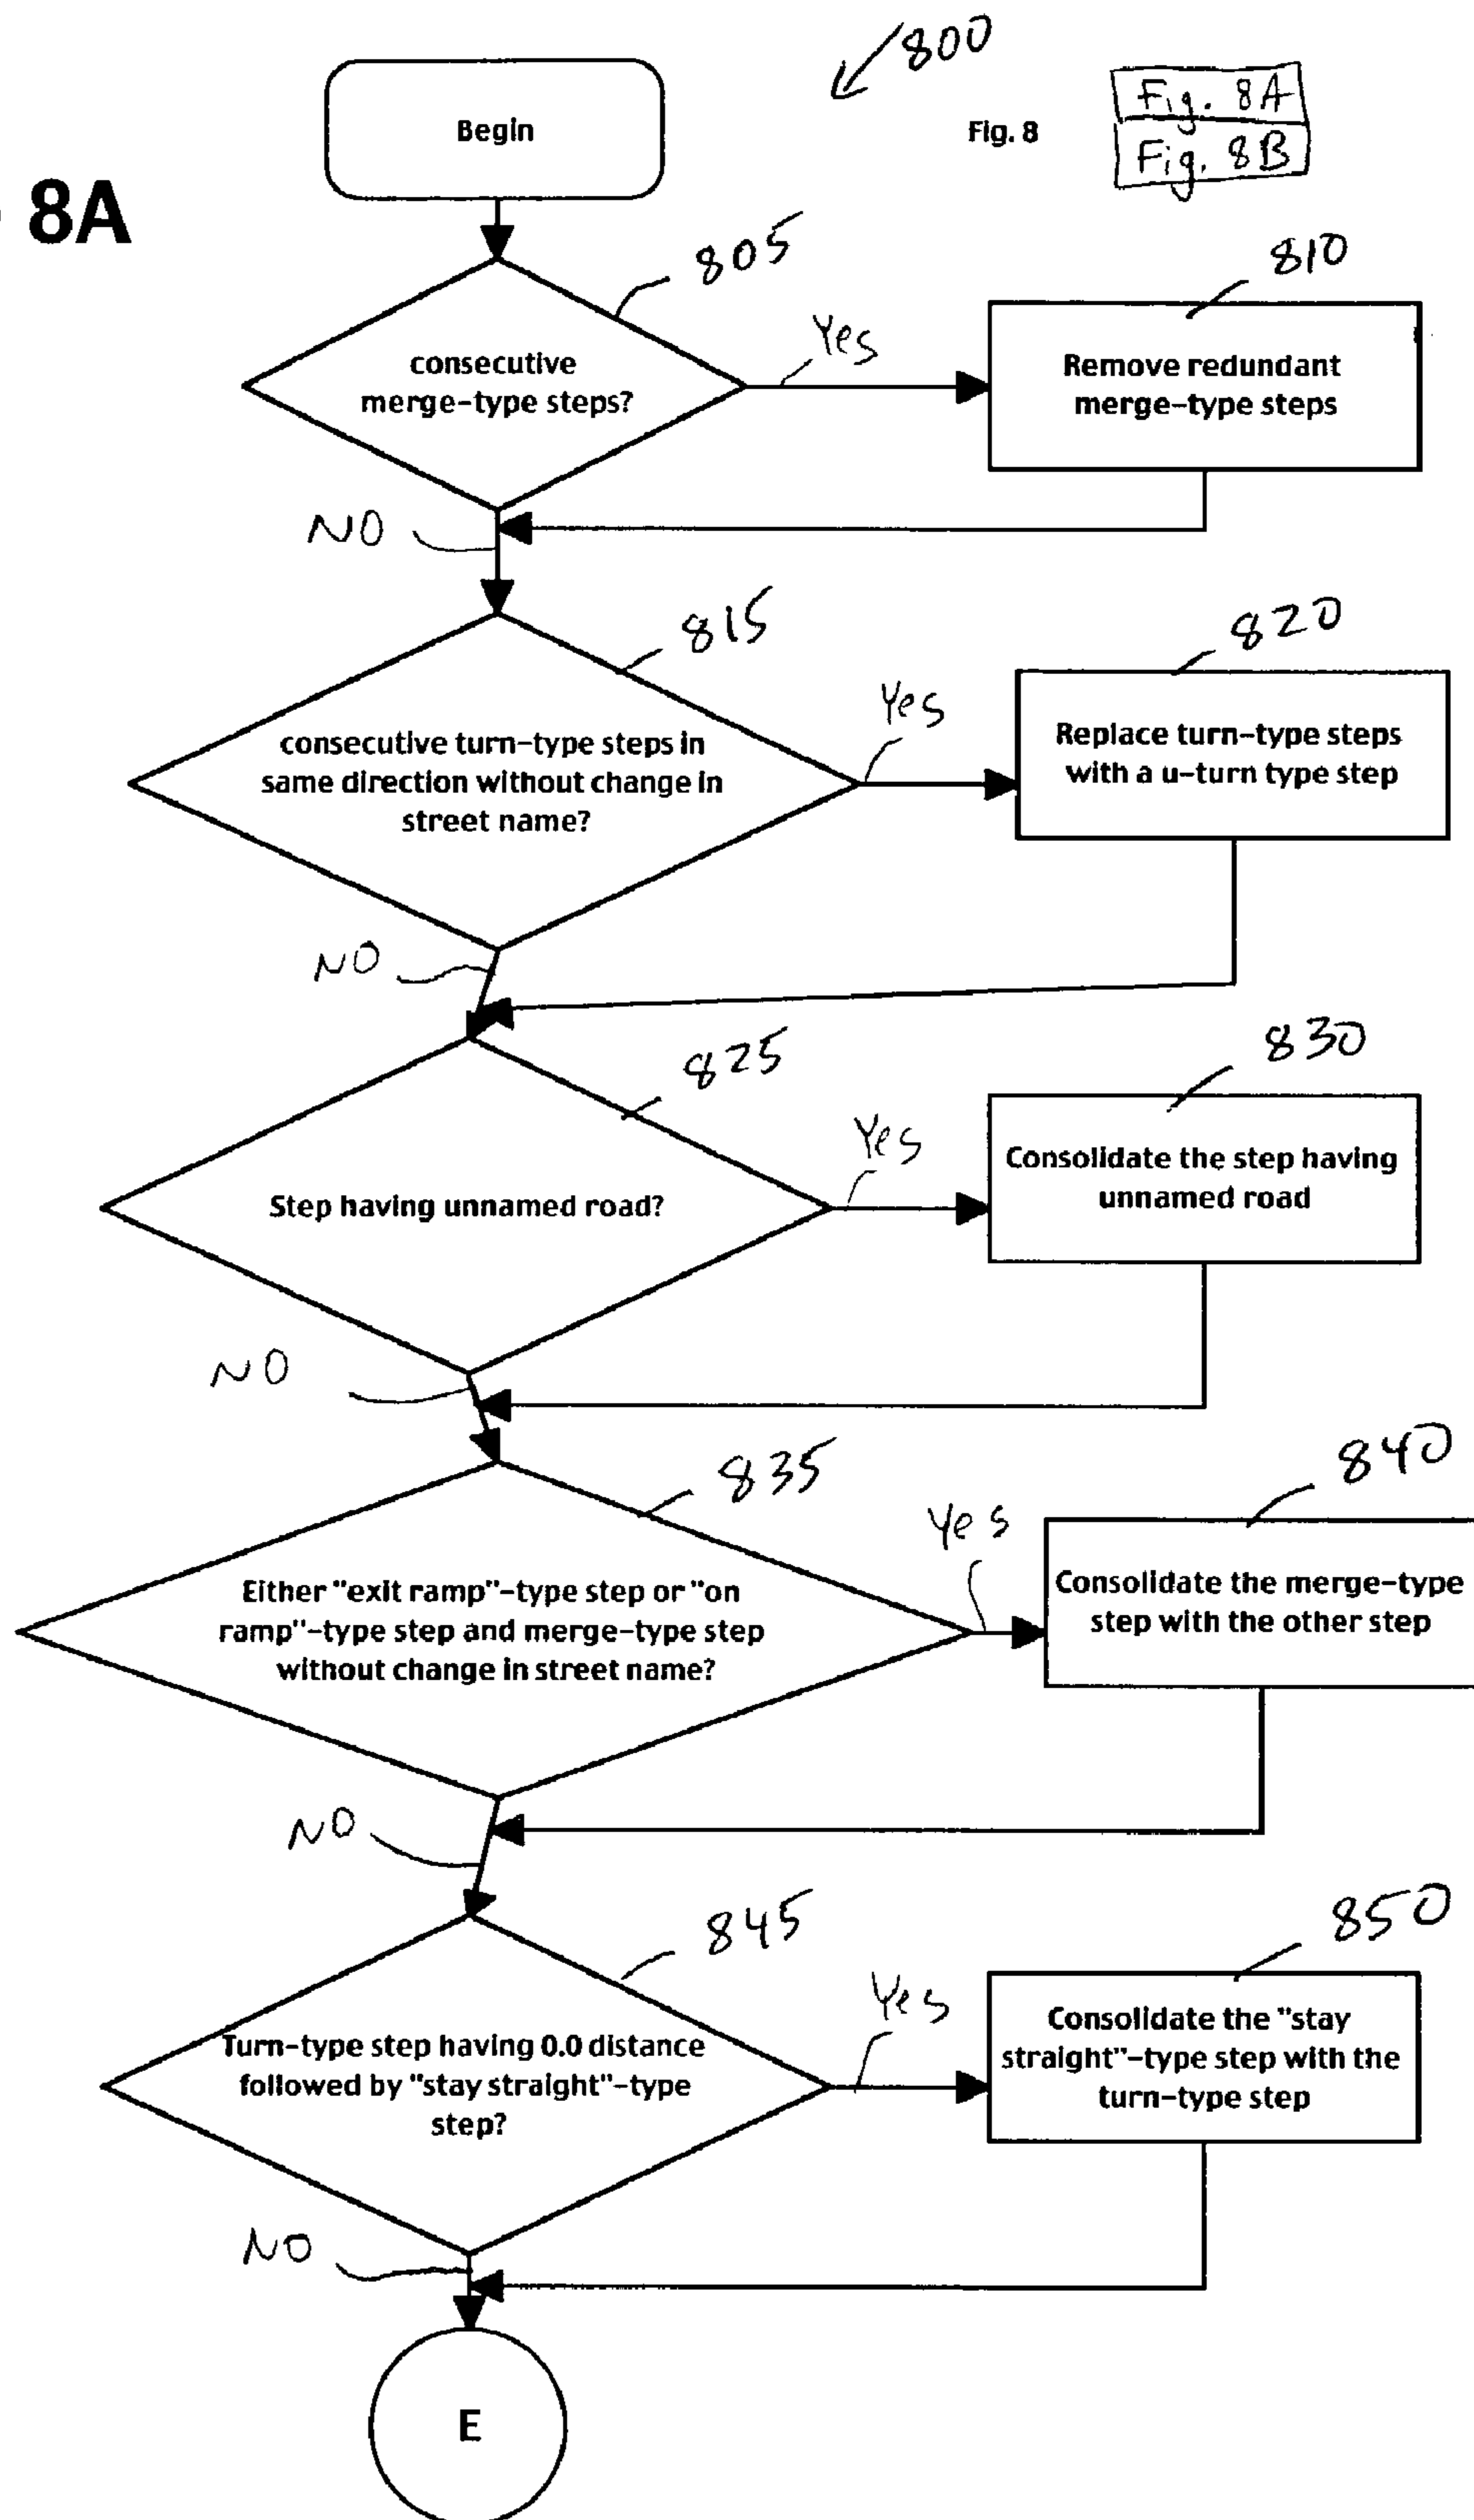 800
Begin
Fig. 8
Fig. 8A
Fig. 8B
8A
805
810
consecutive
merge-type steps?
Yes
Remove redundant
merge-type steps
NO
815
820
consecutive turn-type steps in
same direction without change in
street name?
Yes
Replace turn-type steps
with a u-turn type step
NO
825
830
Step having unnamed road?
Yes
Consolidate the step having
unnamed road
NO
835
840
Either "exit ramp"-type step or "on
ramp"-type step and merge-type step
without change in street name?
Yes
Consolidate the merge-type
step with the other step
NO
845
850
Turn-type step having 0.0 distance
followed by "stay straight"-type
step?
Yes
Consolidate the "stay
straight"-type step with the
turn-type step
NO
E